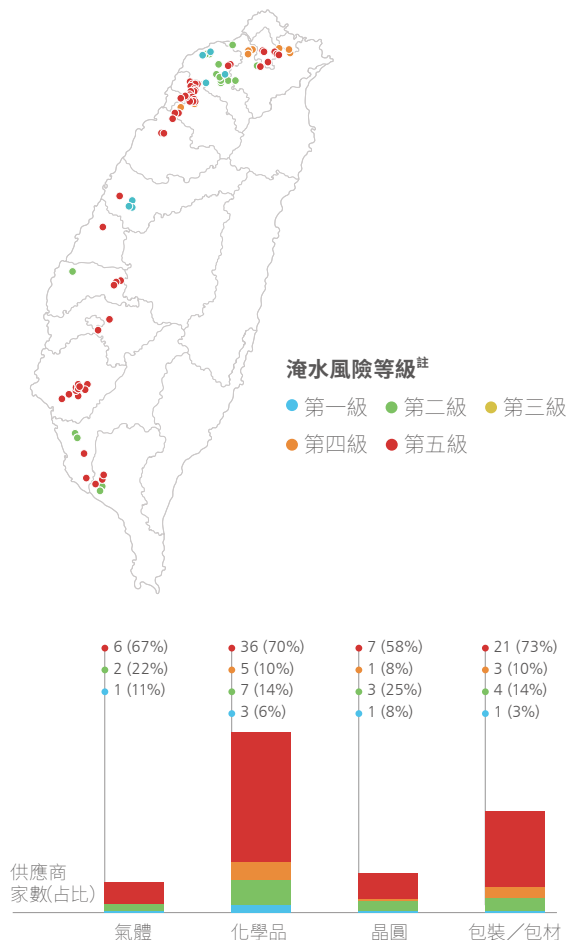 淹水風險等級註
第一級 第二級 第三級
第四級 第五級
6 (67%) 36 (70%) 7 (58%) 21 (73%)
2 (22%) 5 (10%) 1 (8%) 3 (10%)
1 (11%) 7 (14%) 3 (25%) 4 (14%)
3 (6%) 1 (8%) 1 (3%)
供應商
家數(占比)
氣體 化學品 晶圓 包裝／包材